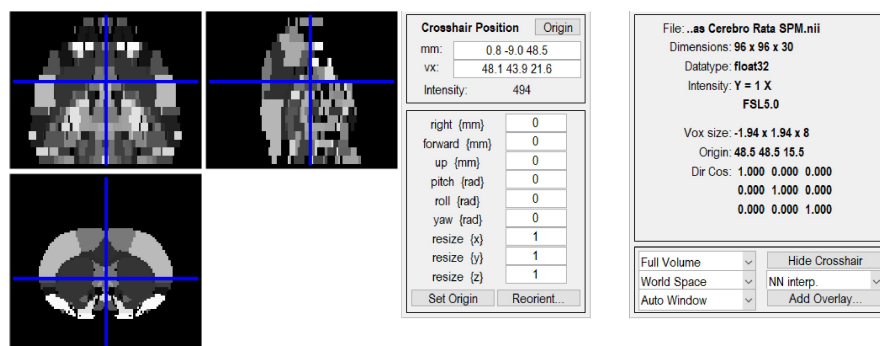 Crosshair Position Origin
mm: 0.8 -9.0 48.5
vx: 48.1 43.9 21.6
Intensity: 494
right {mm} 0
forward {mm} 0
up {mm} 0
pitch {rad} 0
roll {rad} 0
yaw {rad} 0
resize {x} 1
resize {y} 1
resize {z} 1
Set Origin Reorient...
File: ..as Cerebro Rata SPM.nii
Dimensions: 96 x 96 x 30
Datatype: float32
Intensity: Y = 1 X
FSL5.0
Vox size: -1.94 x 1.94 x 8
Origin: 48.5 48.5 15.5
Dir Cos: 1.000 0.000 0.000
0.000 1.000 0.000
0.000 0.000 1.000
Full Volume Hide Crosshair
World Space NN interp.
Auto Window Add Overlay...